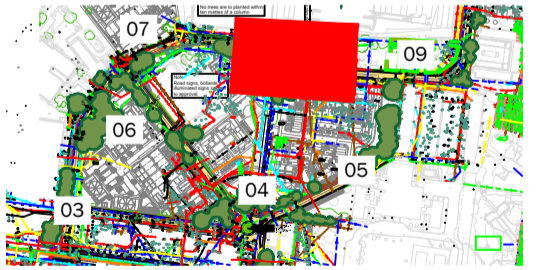 No trees are to planted within
ten metres of a column
07
09
Note:
Road signs, bollards
illuminated signs
to approval
06
05
04
03